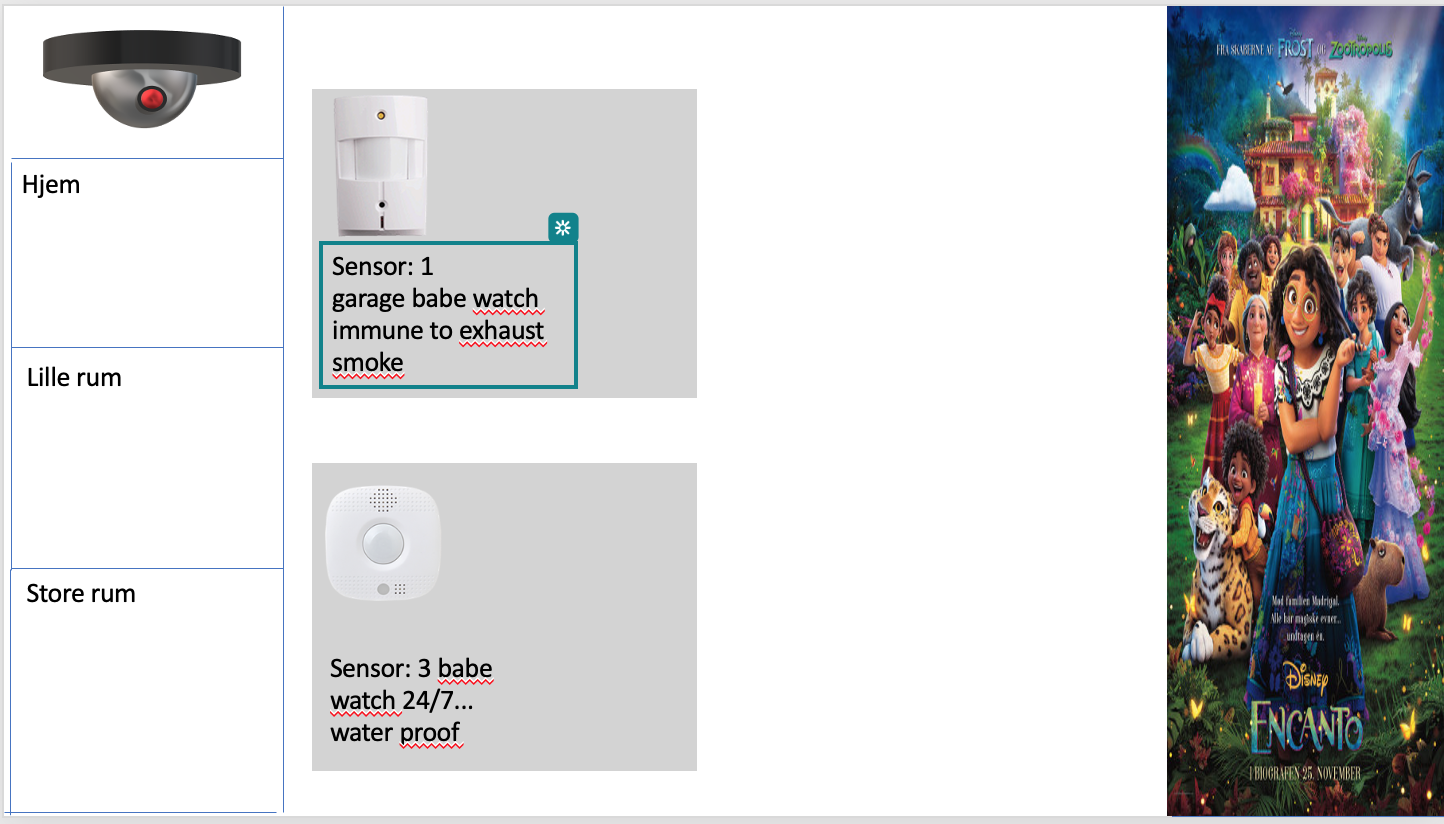 Hjem
Lille rum
Store rum
Sensor: 1
garage babe watch
immune to exhaust
smoke
Sensor: 3 babe
watch 24/7...
water proof
FRA SKABERNE AF FROST OG ZOOTROPOLIS
Mød familien Madrigal.
Alle har magiske evner...
undtagen én.
DISNEY
ENCANTO
I BIOGRAFEN 25. NOVEMBER